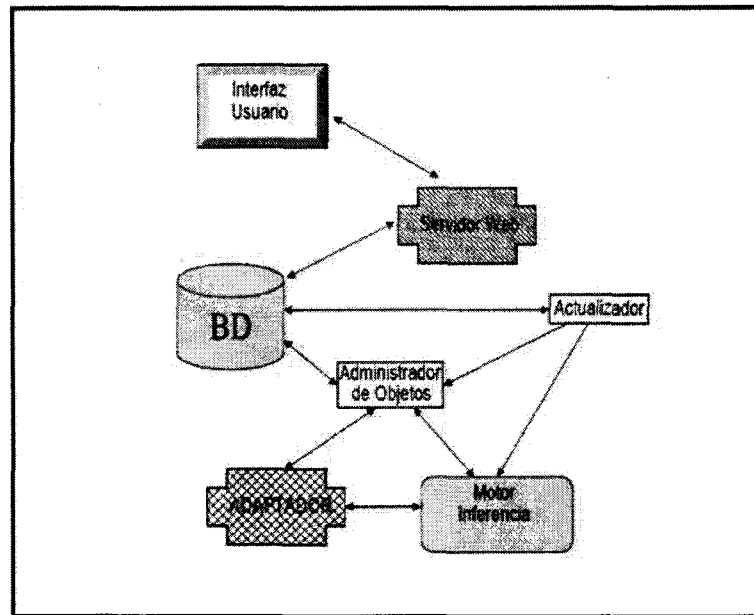 Interfaz
Usuario
Servidor Web
BD
Actualizador
Administrador
de Objetos
ADAPTADOR
Motor
Inferencia